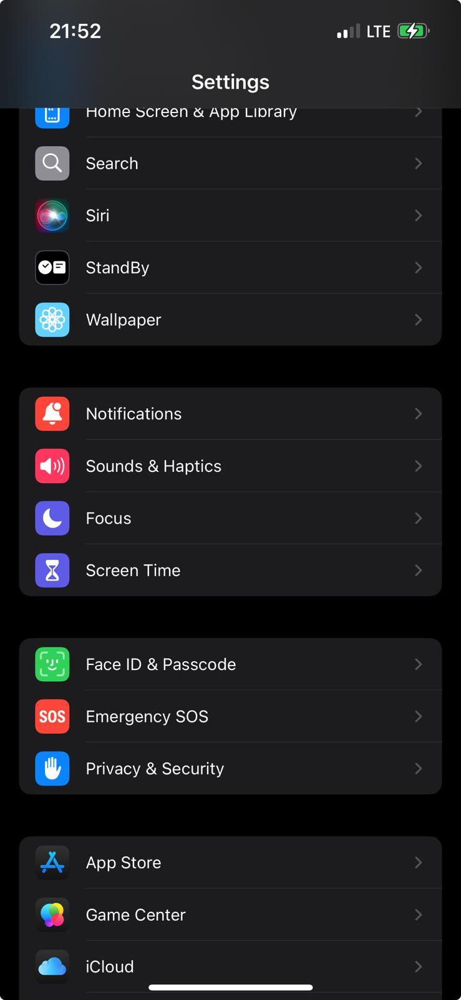 21:52
LTE
Settings
Home Screen & App Library
Search
Siri
StandBy
Wallpaper
Notifications
Sounds & Haptics
Focus
Screen Time
Face ID & Passcode
SOS
Emergency SOS
Privacy & Security
App Store
Game Center
iCloud